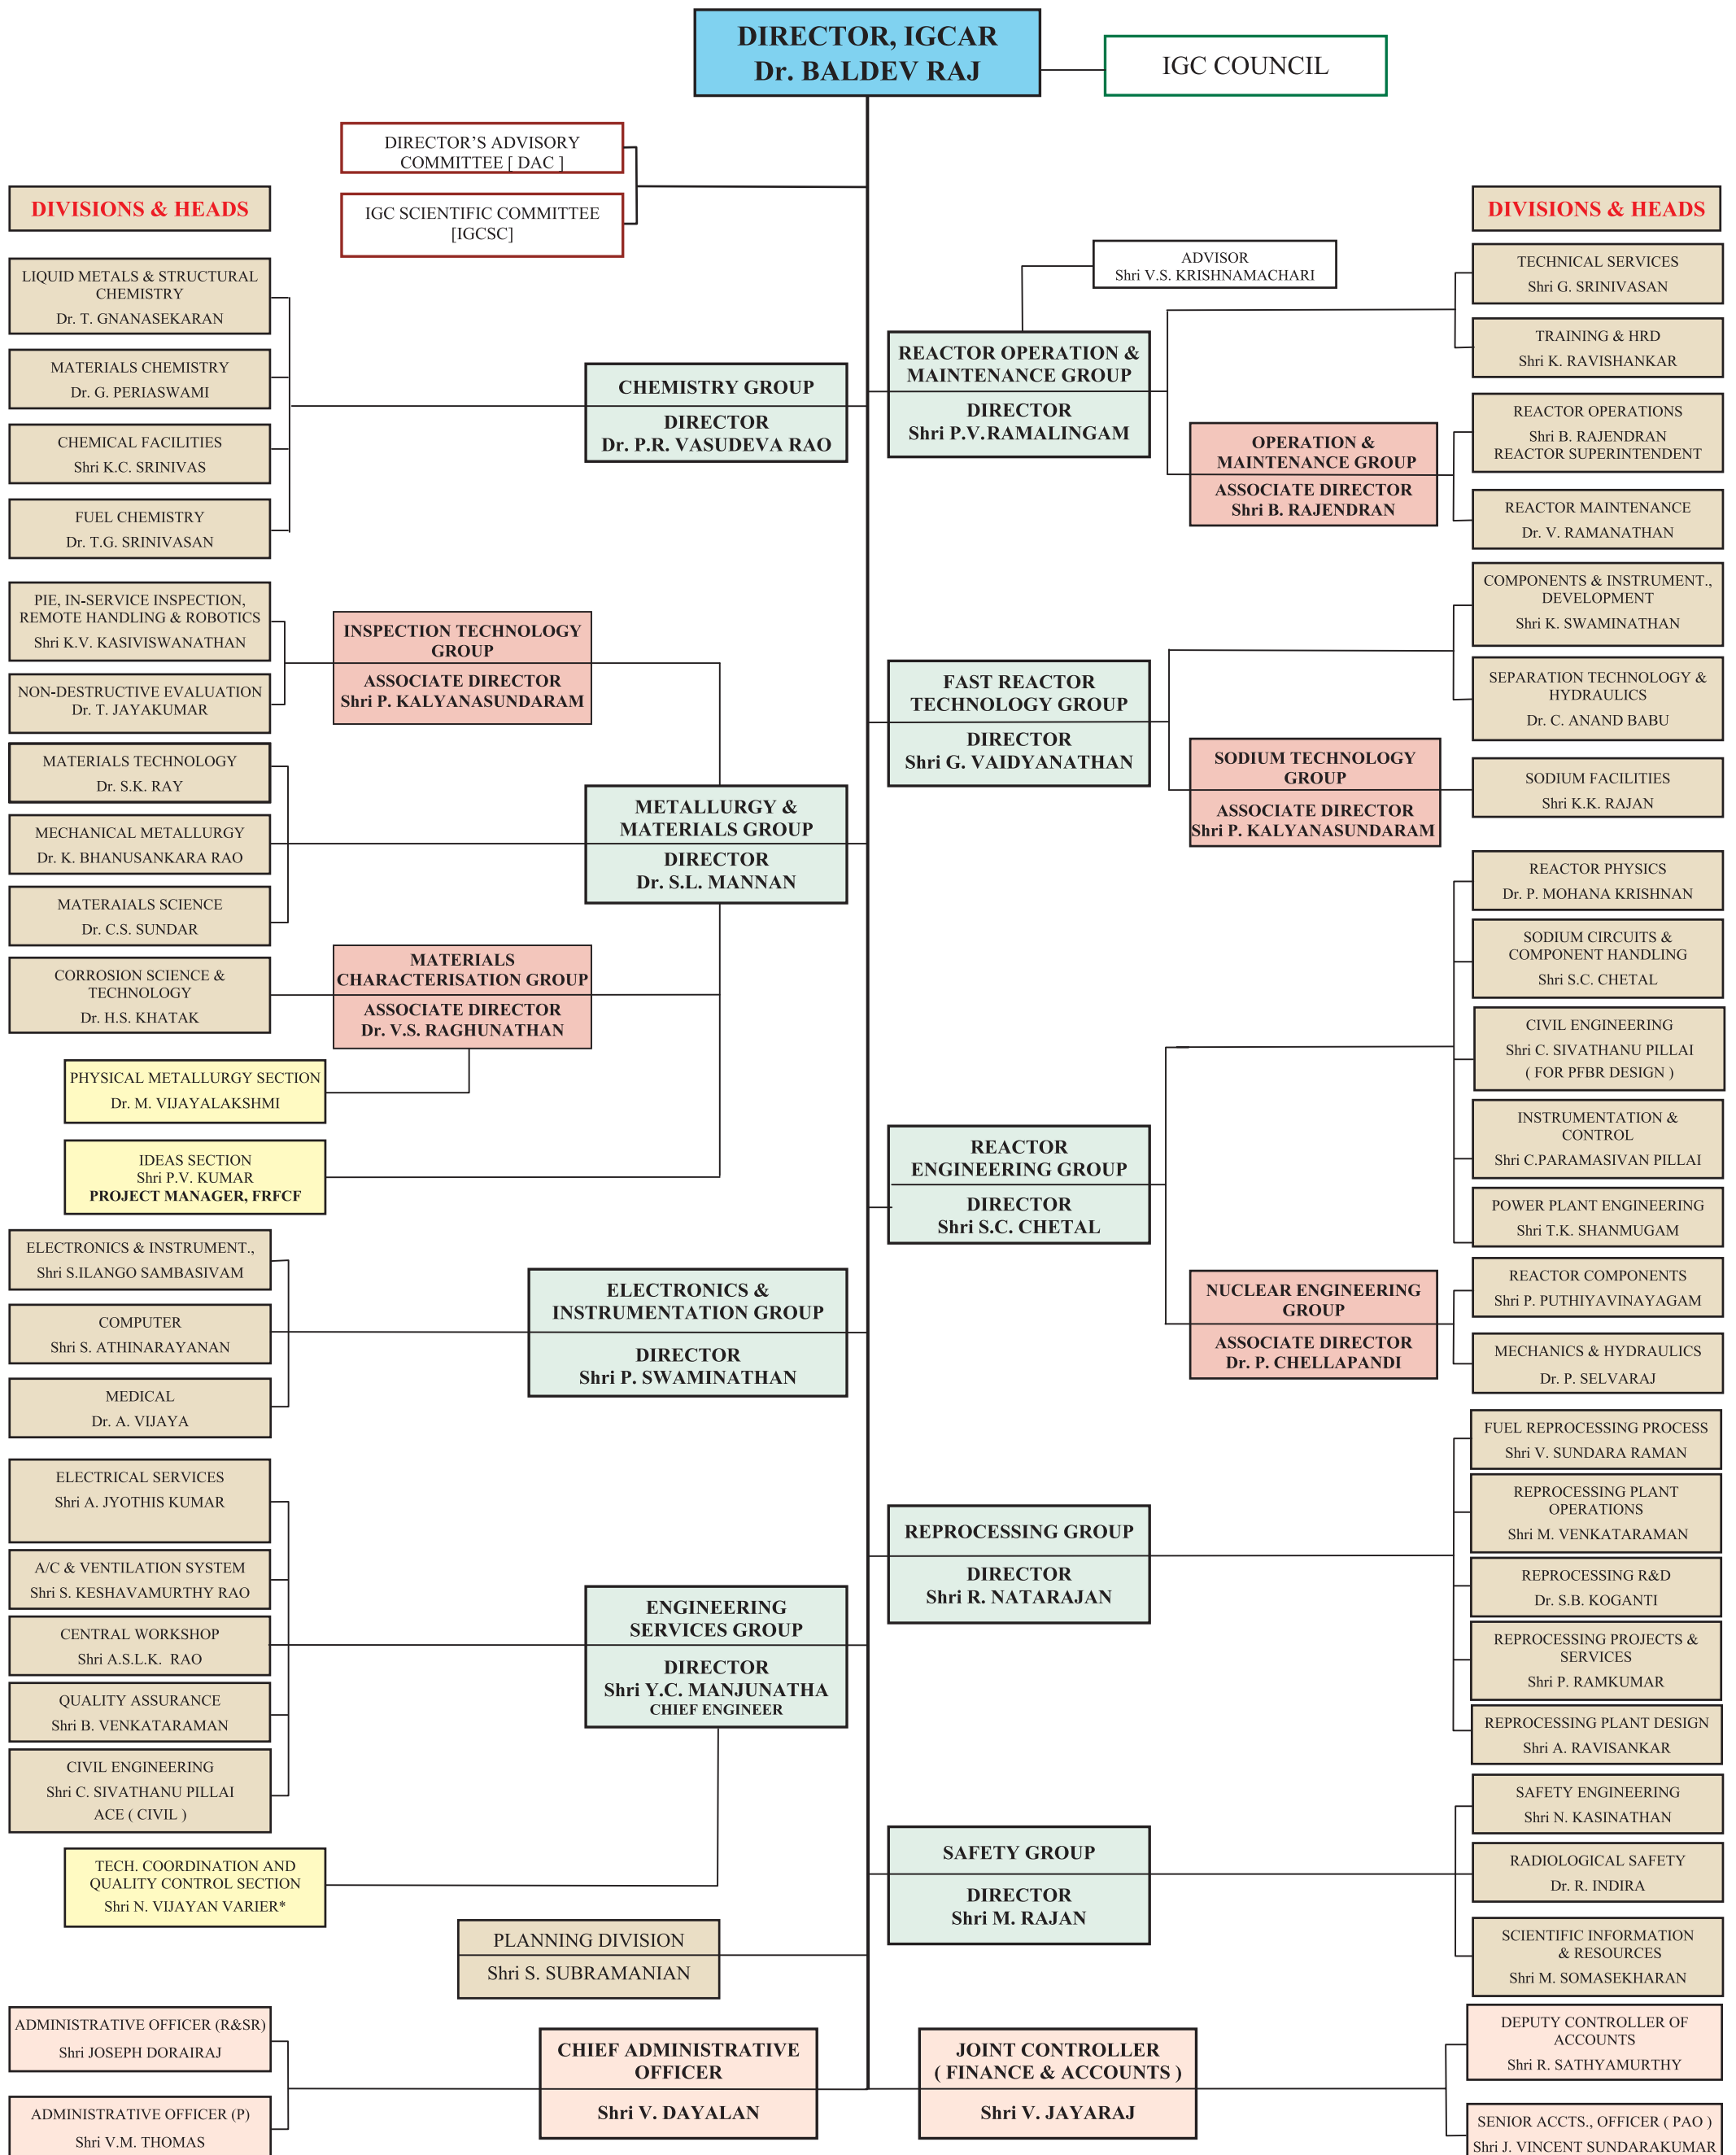 DIRECTOR, IGCAR
Dr. BALDEV RAJ
IGC COUNCIL
DIRECTOR’S ADVISORY
COMMITTEE [ DAC ]
IGC SCIENTIFIC COMMITTEE
[IGCSC]
DIVISIONS & HEADS
LIQUID METALS & STRUCTURAL
CHEMISTRY
Dr. T. GNANASEKARAN
MATERIALS CHEMISTRY
Dr. G. PERIASWAMI
CHEMICAL FACILITIES
Shri K.C. SRINIVAS
FUEL CHEMISTRY
Dr. T.G. SRINIVASAN
CHEMISTRY GROUP
DIRECTOR
Dr. P.R. VASUDEVA RAO
PIE, IN-SERVICE INSPECTION,
REMOTE HANDLING & ROBOTICS
Shri K.V. KASIVISWANATHAN
NON-DESTRUCTIVE EVALUATION
Dr. T. JAYAKUMAR
INSPECTION TECHNOLOGY
GROUP
ASSOCIATE DIRECTOR
Shri P. KALYANASUNDARAM
MATERIALS TECHNOLOGY
Dr. S.K. RAY
MECHANICAL METALLURGY
Dr. K. BHANUSANKARA RAO
MATERAIALS SCIENCE
Dr. C.S. SUNDAR
METALLURGY &
MATERIALS GROUP
DIRECTOR
Dr. S.L. MANNAN
CORROSION SCIENCE &
TECHNOLOGY
Dr. H.S. KHATAK
MATERIALS
CHARACTERISATION GROUP
ASSOCIATE DIRECTOR
Dr. V.S. RAGHUNATHAN
PHYSICAL METALLURGY SECTION
Dr. M. VIJAYALAKSHMI
IDEAS SECTION
Shri P.V. KUMAR
PROJECT MANAGER, FRFCF
ELECTRONICS & INSTRUMENT.,
Shri S.ILANGO SAMBASIVAM
COMPUTER
Shri S. ATHINARAYANAN
MEDICAL
Dr. A. VIJAYA
ELECTRONICS &
INSTRUMENTATION GROUP
DIRECTOR
Shri P. SWAMINATHAN
ELECTRICAL SERVICES
Shri A. JYOTHIS KUMAR
A/C & VENTILATION SYSTEM
Shri S. KESHAVAMURTHY RAO
CENTRAL WORKSHOP
Shri A.S.L.K. RAO
QUALITY ASSURANCE
Shri B. VENKATARAMAN
CIVIL ENGINEERING
Shri C. SIVATHANU PILLAI
ACE ( CIVIL )
ENGINEERING
SERVICES GROUP
DIRECTOR
Shri Y.C. MANJUNATHA
CHIEF ENGINEER
TECH. COORDINATION AND
QUALITY CONTROL SECTION
Shri N. VIJAYAN VARIER*
PLANNING DIVISION
Shri S. SUBRAMANIAN
ADMINISTRATIVE OFFICER (R&SR)
Shri JOSEPH DORAIRAJ
ADMINISTRATIVE OFFICER (P)
Shri V.M. THOMAS
CHIEF ADMINISTRATIVE
OFFICER
Shri V. DAYALAN
DIVISIONS & HEADS
ADVISOR
Shri V.S. KRISHNAMACHARI
REACTOR OPERATION &
MAINTENANCE GROUP
DIRECTOR
Shri P.V.RAMALINGAM
TECHNICAL SERVICES
Shri G. SRINIVASAN
TRAINING & HRD
Shri K. RAVISHANKAR
OPERATION &
MAINTENANCE GROUP
ASSOCIATE DIRECTOR
Shri B. RAJENDRAN
REACTOR OPERATIONS
Shri B. RAJENDRAN
REACTOR SUPERINTENDENT
REACTOR MAINTENANCE
Dr. V. RAMANATHAN
FAST REACTOR
TECHNOLOGY GROUP
DIRECTOR
Shri G. VAIDYANATHAN
COMPONENTS & INSTRUMENT.,
DEVELOPMENT
Shri K. SWAMINATHAN
SEPARATION TECHNOLOGY &
HYDRAULICS
Dr. C. ANAND BABU
SODIUM TECHNOLOGY
GROUP
ASSOCIATE DIRECTOR
Shri P. KALYANASUNDARAM
SODIUM FACILITIES
Shri K.K. RAJAN
REACTOR
ENGINEERING GROUP
DIRECTOR
Shri S.C. CHETAL
REACTOR PHYSICS
Dr. P. MOHANA KRISHNAN
SODIUM CIRCUITS &
COMPONENT HANDLING
Shri S.C. CHETAL
CIVIL ENGINEERING
Shri C. SIVATHANU PILLAI
( FOR PFBR DESIGN )
INSTRUMENTATION &
CONTROL
Shri C.PARAMASIVAN PILLAI
POWER PLANT ENGINEERING
Shri T.K. SHANMUGAM
NUCLEAR ENGINEERING
GROUP
ASSOCIATE DIRECTOR
Dr. P. CHELLAPANDI
REACTOR COMPONENTS
Shri P. PUTHIYAVINAYAGAM
MECHANICS & HYDRAULICS
Dr. P. SELVARAJ
REPROCESSING GROUP
DIRECTOR
Shri R. NATARAJAN
FUEL REPROCESSING PROCESS
Shri V. SUNDARA RAMAN
REPROCESSING PLANT
OPERATIONS
Shri M. VENKATARAMAN
REPROCESSING R&D
Dr. S.B. KOGANTI
REPROCESSING PROJECTS &
SERVICES
Shri P. RAMKUMAR
REPROCESSING PLANT DESIGN
Shri A. RAVISANKAR
SAFETY GROUP
DIRECTOR
Shri M. RAJAN
SAFETY ENGINEERING
Shri N. KASINATHAN
RADIOLOGICAL SAFETY
Dr. R. INDIRA
SCIENTIFIC INFORMATION
& RESOURCES
Shri M. SOMASEKHARAN
JOINT CONTROLLER
( FINANCE & ACCOUNTS )
Shri V. JAYARAJ
DEPUTY CONTROLLER OF
ACCOUNTS
Shri R. SATHYAMURTHY
SENIOR ACCTS., OFFICER ( PAO )
Shri J. VINCENT SUNDARAKUMAR